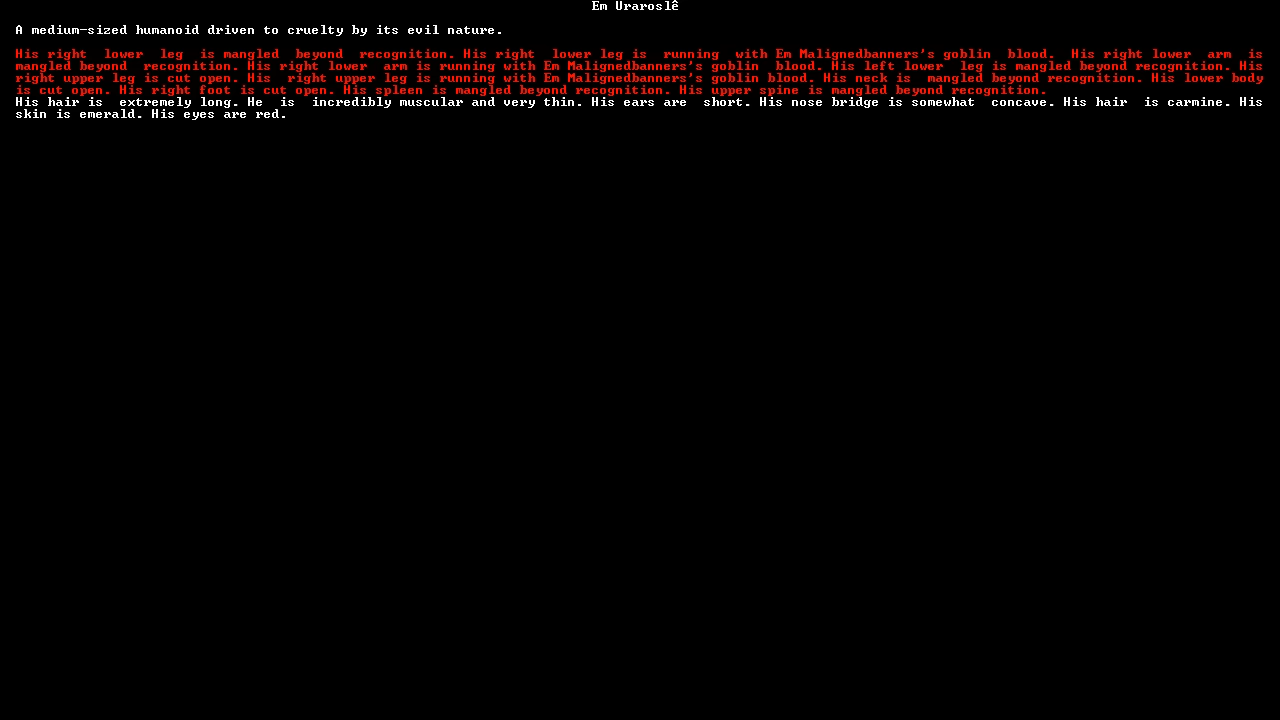 Em Uraroslê
A medium-sized humanoid driven to cruelty by its evil nature.
His right lower leg is mangled beyond recognition. His right lower leg is running with Em Malignedbanners's goblin blood. His right lower arm is
mangled beyond recognition. His right lower arm is running with Em Malignedbanners's goblin blood. His left lower leg is mangled beyond recognition. His
right upper leg is cut open. His right upper leg is running with Em Malignedbanners's goblin blood. His neck is mangled beyond recognition. His lower body
is cut open. His right foot is cut open. His spleen is mangled beyond recognition. His upper spine is mangled beyond recognition.
His hair is extremely long. He is incredibly muscular and very thin. His ears are short. His nose bridge is somewhat concave. His hair is carmine. His
skin is emerald. His eyes are red.